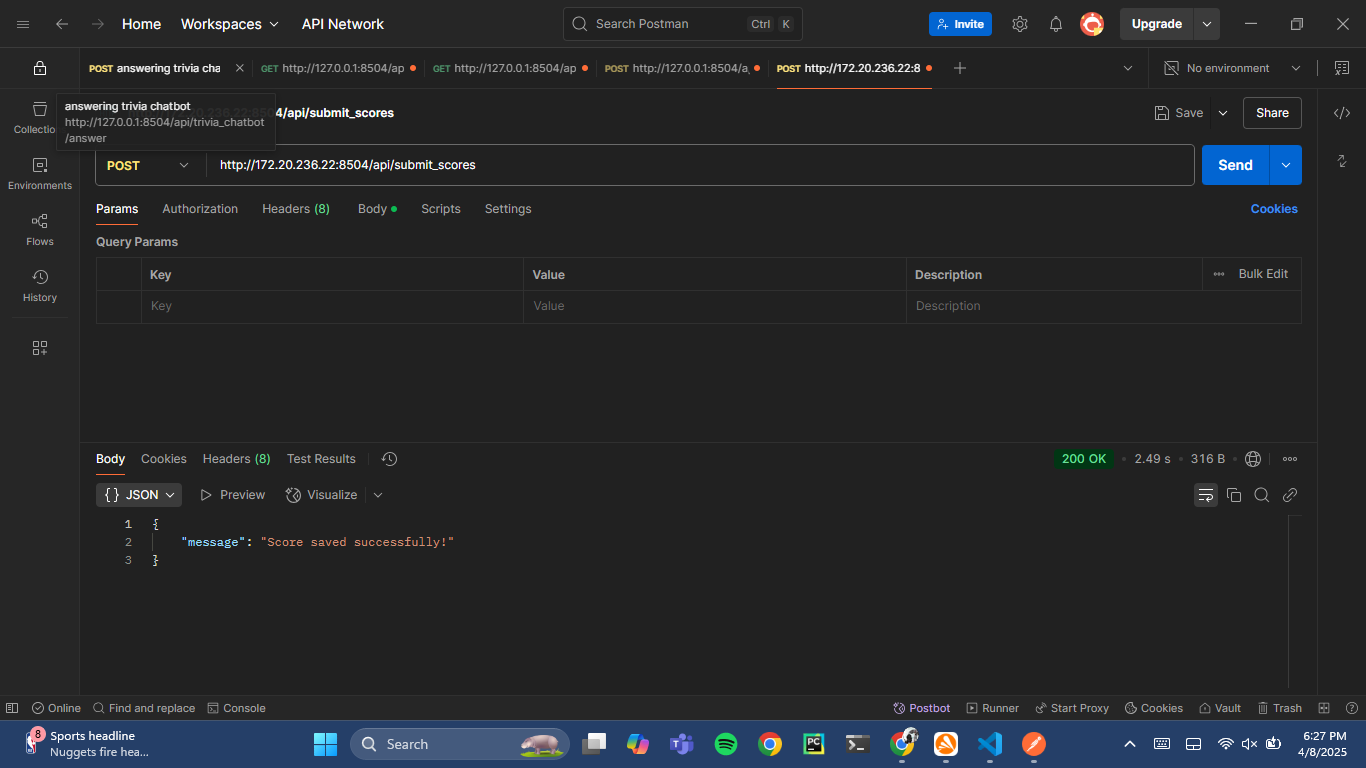 Home Workspaces API Network Search Postman Ctrl K Invite Upgrade
POST answering trivia cha GET http://127.0.0.1:8504/ap GET http://127.0.0.1:8504/ap POST http://127.0.0.1:8504/a POST http://172.20.236.22:8 No environment
answering trivia chatbot
http://127.0.0.1:8504/api/trivia_chatbot
/answer
4/api/submit_scores Save Share
Collectio
POST http://172.20.236.22:8504/api/submit_scores Send
Environments
Flows
History
Params Authorization Headers (8) Body Scripts Settings Cookies
Query Params
Key Value Description Bulk Edit
Key Value Description
Body Cookies Headers (8) Test Results 200 OK 2.49 s 316 B
{} JSON Preview Visualize
1 {
2 "message": "Score saved successfully!"
3 }
Online Find and replace Console Postbot Runner Start Proxy Cookies Vault Trash
8 Sports headline
Nuggets fire hea...
Search
6:27 PM
4/8/2025